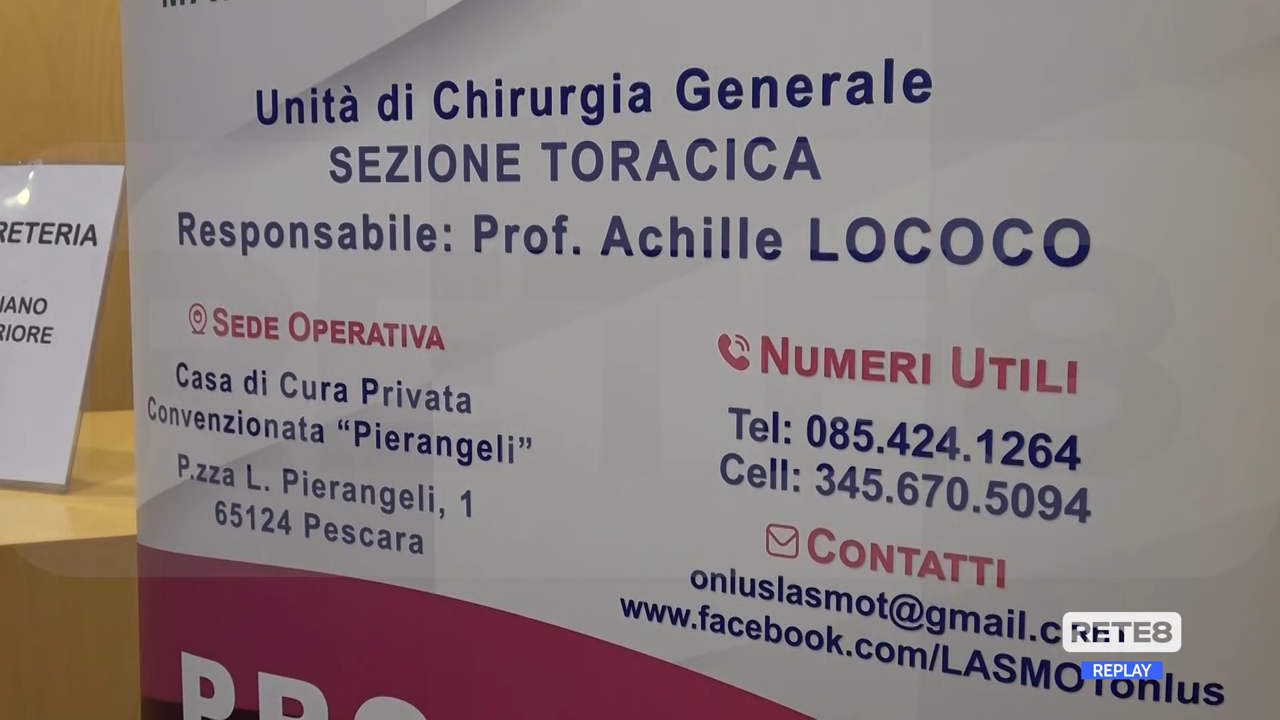 Unità di Chirurgia Generale
SEZIONE TORACICA
Responsabile: Prof. Achille LOCOCO
SEDE OPERATIVA
Casa di Cura Privata
Convenzionata “Pierangeli”
P.zza L. Pierangeli, 1
65124 Pescara
NUMERI UTILI
Tel: 085.424.1264
Cell: 345.670.5094
CONTATTI
onluslasmot@gmail.c
www.facebook.com/LASMOTonlus
RETERIA
IANO
RIORE
PRO
RETE8
REPLAY